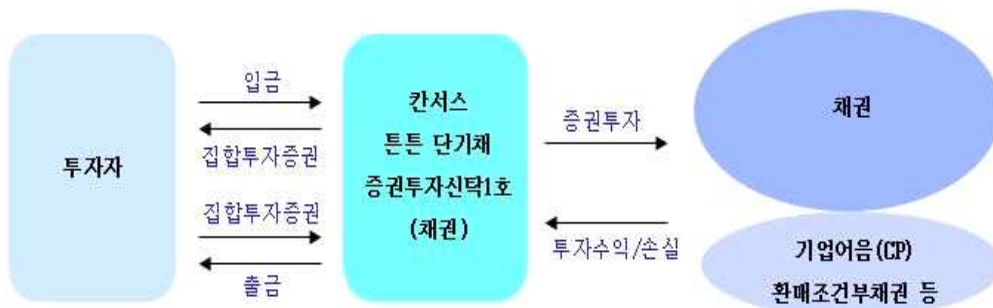 투자자
입금
집합투자증권
집합투자증권
출금
칸서스
튼튼 단기채
증권투자신탁1호
(채권)
증권투자
투자수익/손실
채권
기업어음(CP)
환매조건부채권 등